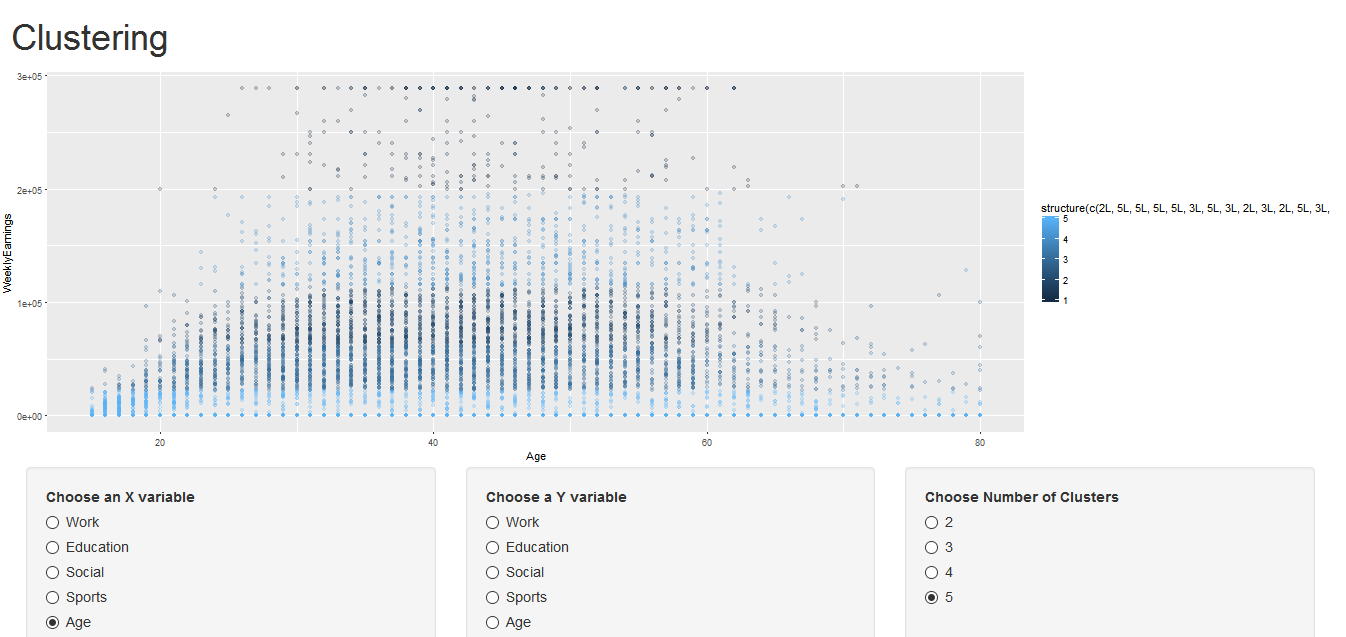 Clustering
3e+05
2e+05
1e+05
0e+00
WeeklyEarnings
20 40 60 80
Age
structure(c(2L, 5L, 5L, 5L, 5L, 3L, 5L, 3L, 2L, 3L, 2L, 5L, 3L,
5
4
3
2
1
Choose an X variable
Work
Education
Social
Sports
Age
Choose a Y variable
Work
Education
Social
Sports
Age
Choose Number of Clusters
2
3
4
5